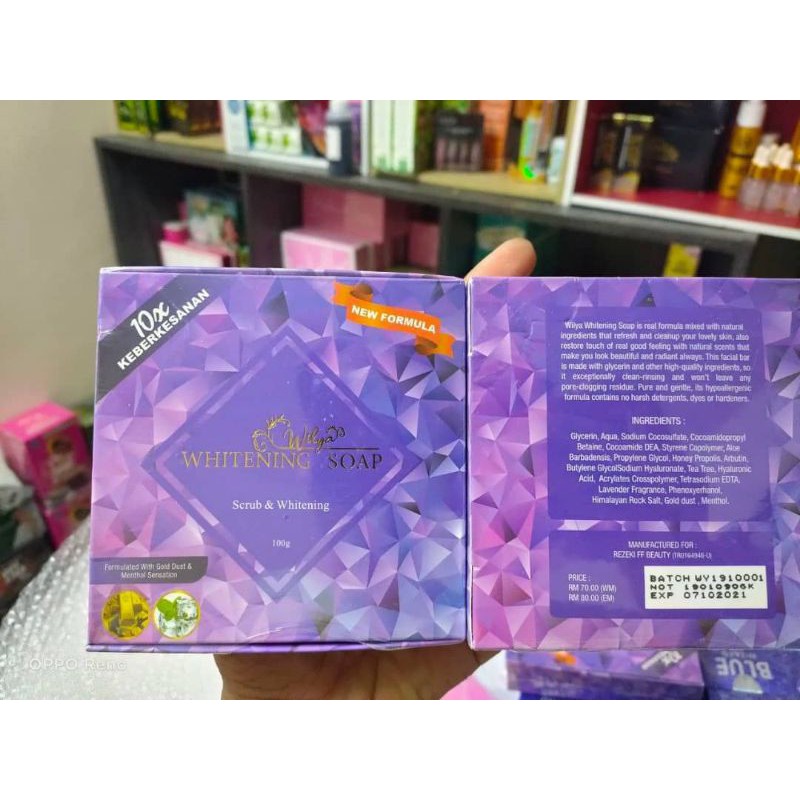 10x
KEBERKESANAN
NEW FORMULA
Wilya
WHITENING SOAP
Scrub & Whitening
100g
Formulated With Gold Dust &
Menthal Sensation
OPPO Reno
Wilya Whitening Soap is real formula mixed with natural
ingredients that refresh and cleanup your lovely skin, also
restore touch of real good feeling with natural scents that
make you look beautiful and radiant always. This facial bar
is made with glycerin and other high-quality ingredients, so
it exceptionally clean-rinsing and won't leave any
pore-clogging residue. Pure and gentle, its hypoallergenic
formula contains no harsh detergents, dyes or hardeners.
INGREDIENTS :
Glycerin, Aqua, Sodium Cocosulfate, Cocoamidopropyl
Betaine, Cocoamide DEA, Styrene Copolymer, Aloe
Barbadensis, Propylene Glycol, Honey Propolis, Arbutin,
Butylene GlycolSodium Hyaluronate, Tea Tree, Hyaluronic
Acid, Acrylates Crosspolymer, Tetrasodium EDTA,
Lavender Fragrance, Phenoxyerhanol,
Himalayan Rock Salt, Gold dust , Menthol.
MANUFACTURED FOR :
REZEKI FF BEAUTY
PRICE :
RM 70.00 (WM)
RM 80.00 (EM)
BATCH WY1910001
NOT 19010906K
EXP 07102021
BLUE